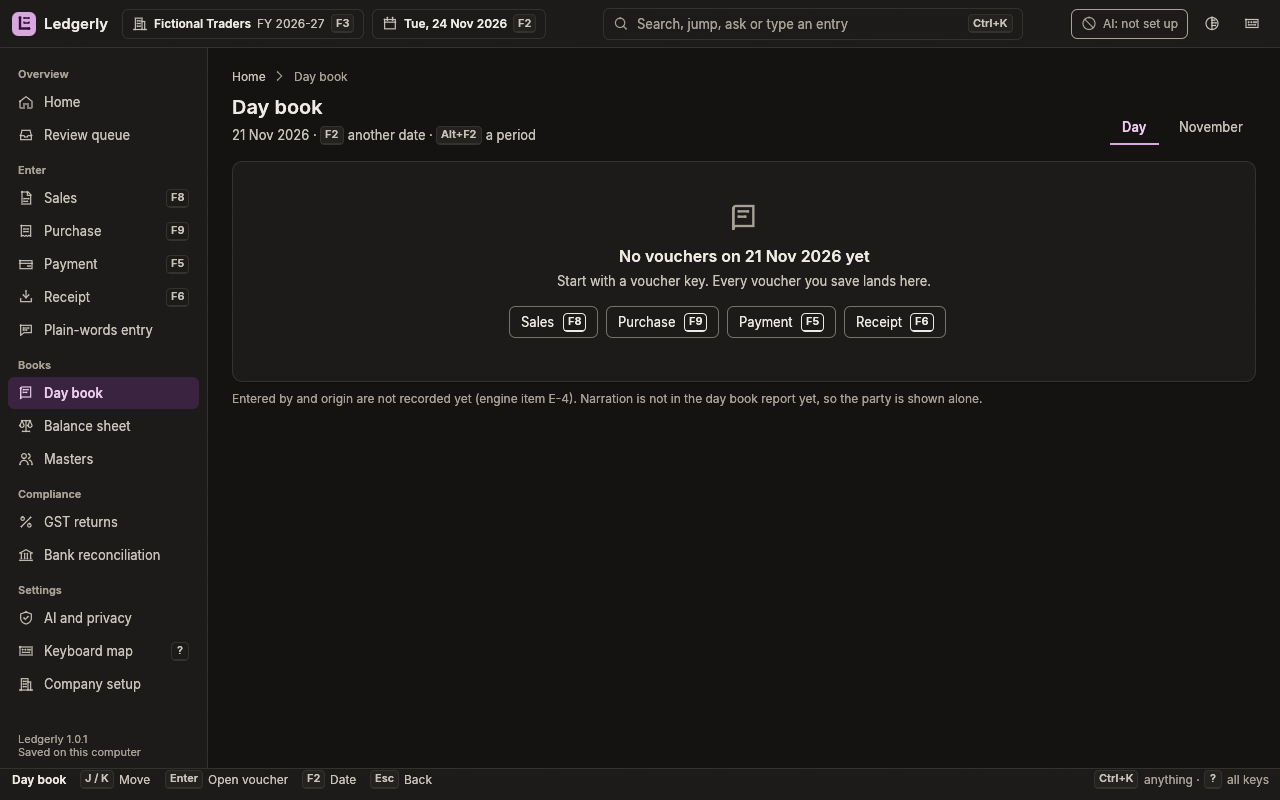 Ledgerly
Fictional Traders FY 2026-27 F3
Tue, 24 Nov 2026 F2
Search, jump, ask or type an entry Ctrl+K
AI: not set up
Overview
Home
Review queue
Enter
Sales F8
Purchase F9
Payment F5
Receipt F6
Plain-words entry
Books
Day book
Balance sheet
Masters
Compliance
GST returns
Bank reconciliation
Settings
AI and privacy
Keyboard map ?
Company setup
Ledgerly 1.0.1
Saved on this computer
Home > Day book
Day book
21 Nov 2026 · F2 another date · Alt+F2 a period
Day November
No vouchers on 21 Nov 2026 yet
Start with a voucher key. Every voucher you save lands here.
Sales F8 Purchase F9 Payment F5 Receipt F6
Entered by and origin are not recorded yet (engine item E-4). Narration is not in the day book report yet, so the party is shown alone.
Day book J / K Move Enter Open voucher F2 Date Esc Back
Ctrl+K anything · ? all keys